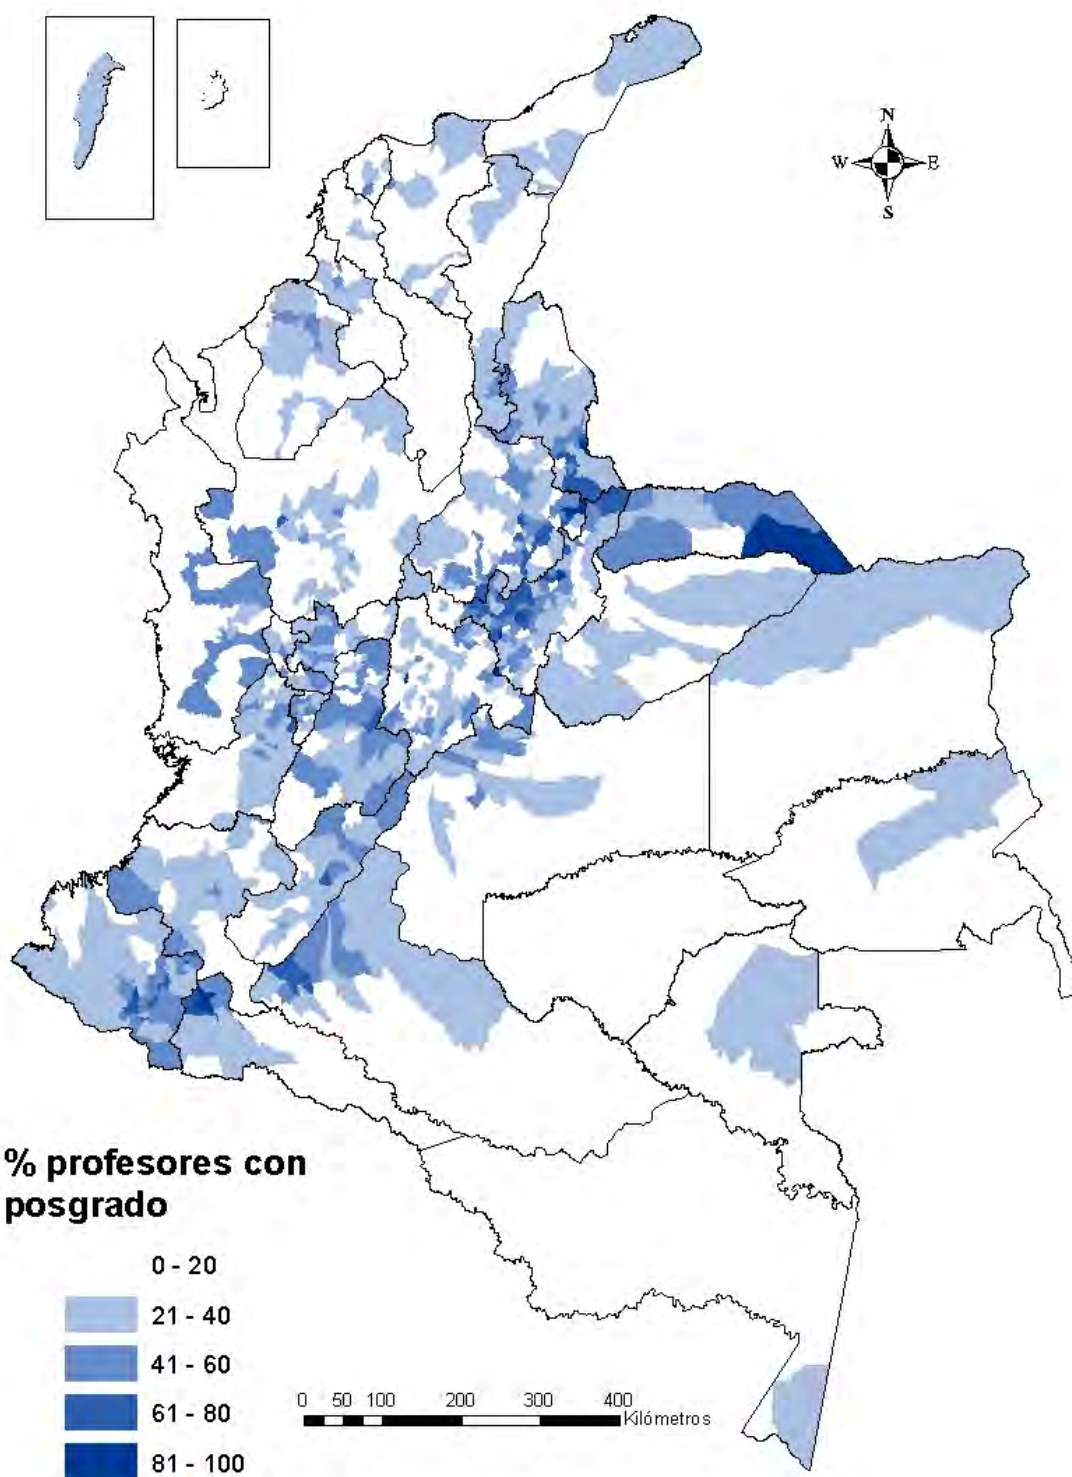 N
W E
S
% profesores con
posgrado
0 - 20
21 - 40
41 - 60
61 - 80
81 - 100
0 50 100 200 300 400
Kilómetros